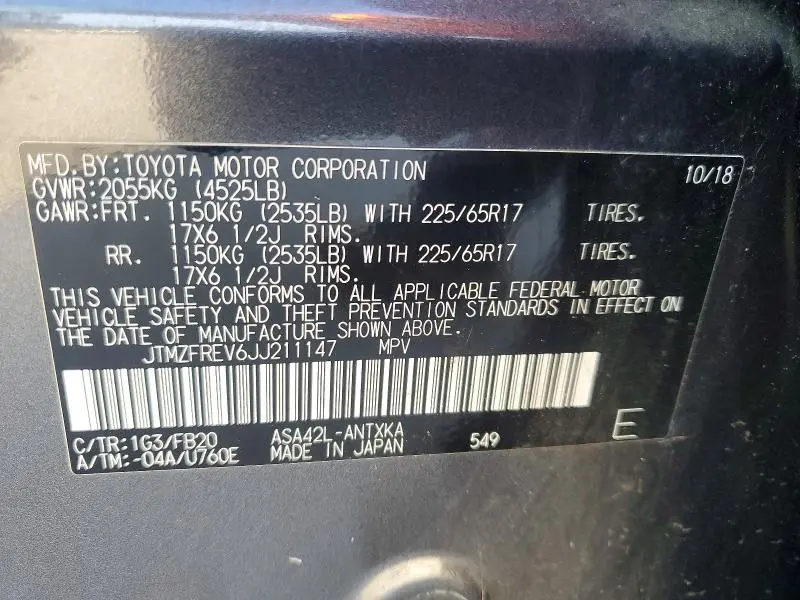 MFD.BY:TOYOTA MOTOR CORPORATION 10/18
GVWR:2055KG (4525LB)
GAWR:FRT. 1150KG (2535LB) WITH 225/65R17 TIRES.
17X6 1/2J RIMS.
RR. 1150KG (2535LB) WITH 225/65R17 TIRES.
17X6 1/2J RIMS.
THIS VEHICLE CONFORMS TO ALL APPLICABLE FEDERAL MOTOR
VEHICLE SAFETY AND THEFT PREVENTION STANDARDS IN EFFECT ON
THE DATE OF MANUFACTURE SHOWN ABOVE.
JTMZFREV6JJ211147 MPV
C/TR:1G3/FB20 ASA42L-ANTXKA 549 E
A/TM:-04A/U760E MADE IN JAPAN